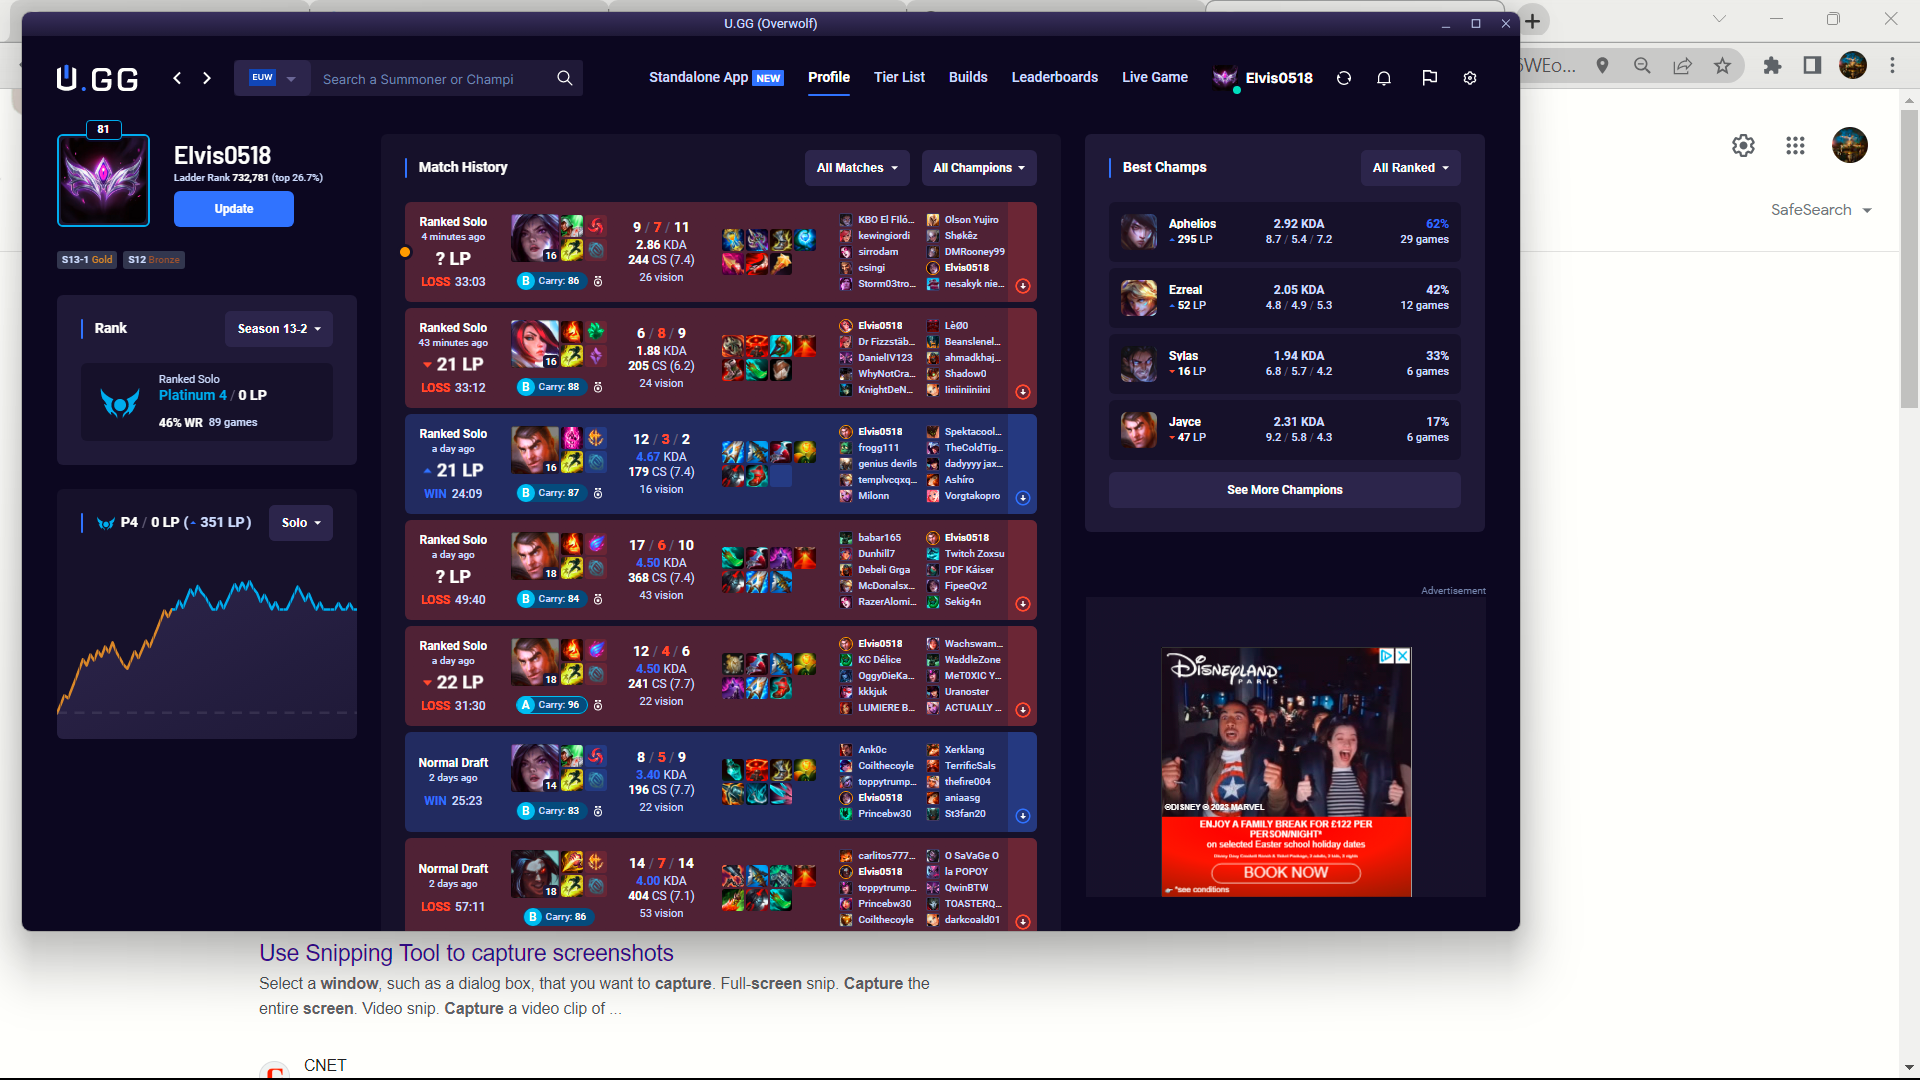 U.GG (Overwolf)
U.GG
EUW
Search a Summoner or Champi
Standalone App NEW
Profile
Tier List
Builds
Leaderboards
Live Game
Elvis0518
WEo...
81
Elvis0518
Ladder Rank 732,781 (top 26.7%)
Update
S13-1 Gold
S12 Bronze
Rank
Season 13-2
Ranked Solo
Platinum 4 / 0 LP
46% WR 89 games
P4 / 0 LP ( 351 LP)
Solo
Match History
All Matches
All Champions
Ranked Solo
4 minutes ago
? LP
LOSS 33:03
16
B Carry: 86
9 / 7 / 11
2.86 KDA
244 CS (7.4)
26 vision
KBO El Fló...
kewingiordi
sirrodam
csingi
Storm03tro...
Olson Yujiro
Shøkêz
DMRooney99
Elvis0518
nesakyk nie...
Ranked Solo
43 minutes ago
21 LP
LOSS 33:12
16
B Carry: 88
6 / 8 / 9
1.88 KDA
205 CS (6.2)
24 vision
Elvis0518
Dr Fizzstäb...
DanielIV123
WhyNotCra...
KnightDeN...
LèØ0
Beanslenel...
ahmadkhaj...
Shadow0
Iiniiniiniini
Ranked Solo
a day ago
21 LP
WIN 24:09
16
B Carry: 87
12 / 3 / 2
4.67 KDA
179 CS (7.4)
16 vision
Elvis0518
frogg111
genius devils
templvcqxq...
Milonn
Spektacool...
TheColdTig...
dadyyyy jax...
Ashíro
Vorgtakopro
Ranked Solo
a day ago
? LP
LOSS 49:40
18
B Carry: 84
17 / 6 / 10
4.50 KDA
368 CS (7.4)
43 vision
babar165
Dunhill7
Debeli Grga
McDonalsx...
RazerAlomi...
Elvis0518
Twitch Zoxsu
PDF Káiser
FipeeQv2
Sekig4n
Ranked Solo
a day ago
22 LP
LOSS 31:30
18
A Carry: 96
12 / 4 / 6
4.50 KDA
241 CS (7.7)
22 vision
Elvis0518
KC Délice
OggyDieKa...
kkkjuk
LUMIERE B...
Wachswam...
WaddleZone
MeT0XIC Y...
Uranoster
ACTUALLY ...
Normal Draft
2 days ago
WIN 25:23
14
B Carry: 83
8 / 5 / 9
3.40 KDA
196 CS (7.7)
22 vision
Ank0c
Coilthecoyle
toppytrump...
Elvis0518
Princebw30
Xerklang
TerrificSals
thefire004
aniaasg
St3fan20
Normal Draft
2 days ago
LOSS 57:11
18
B Carry: 86
14 / 7 / 14
4.00 KDA
404 CS (7.1)
53 vision
carlitos777...
Elvis0518
toppytrump...
Princebw30
Coilthecoyle
O SaVaGe O
la POPOY
QwinBTW
TOASTERQ...
darkcoald01
Best Champs
All Ranked
Aphelios
295 LP
2.92 KDA
8.7 / 5.4 / 7.2
62%
29 games
Ezreal
52 LP
2.05 KDA
4.8 / 4.9 / 5.3
42%
12 games
Sylas
16 LP
1.94 KDA
6.8 / 5.7 / 4.2
33%
6 games
Jayce
47 LP
2.31 KDA
9.2 / 5.8 / 4.3
17%
6 games
See More Champions
Advertisement
DISNEYLAND
PARIS
©DISNEY © 2023 MARVEL
ENJOY A FAMILY BREAK FOR £122 PER
PERSON/NIGHT*
on selected Easter school holiday dates
BOOK NOW
*see conditions
SafeSearch
Use Snipping Tool to capture screenshots
Select a window, such as a dialog box, that you want to capture. Full-screen snip. Capture the
entire screen. Video snip. Capture a video clip of ...
CNET